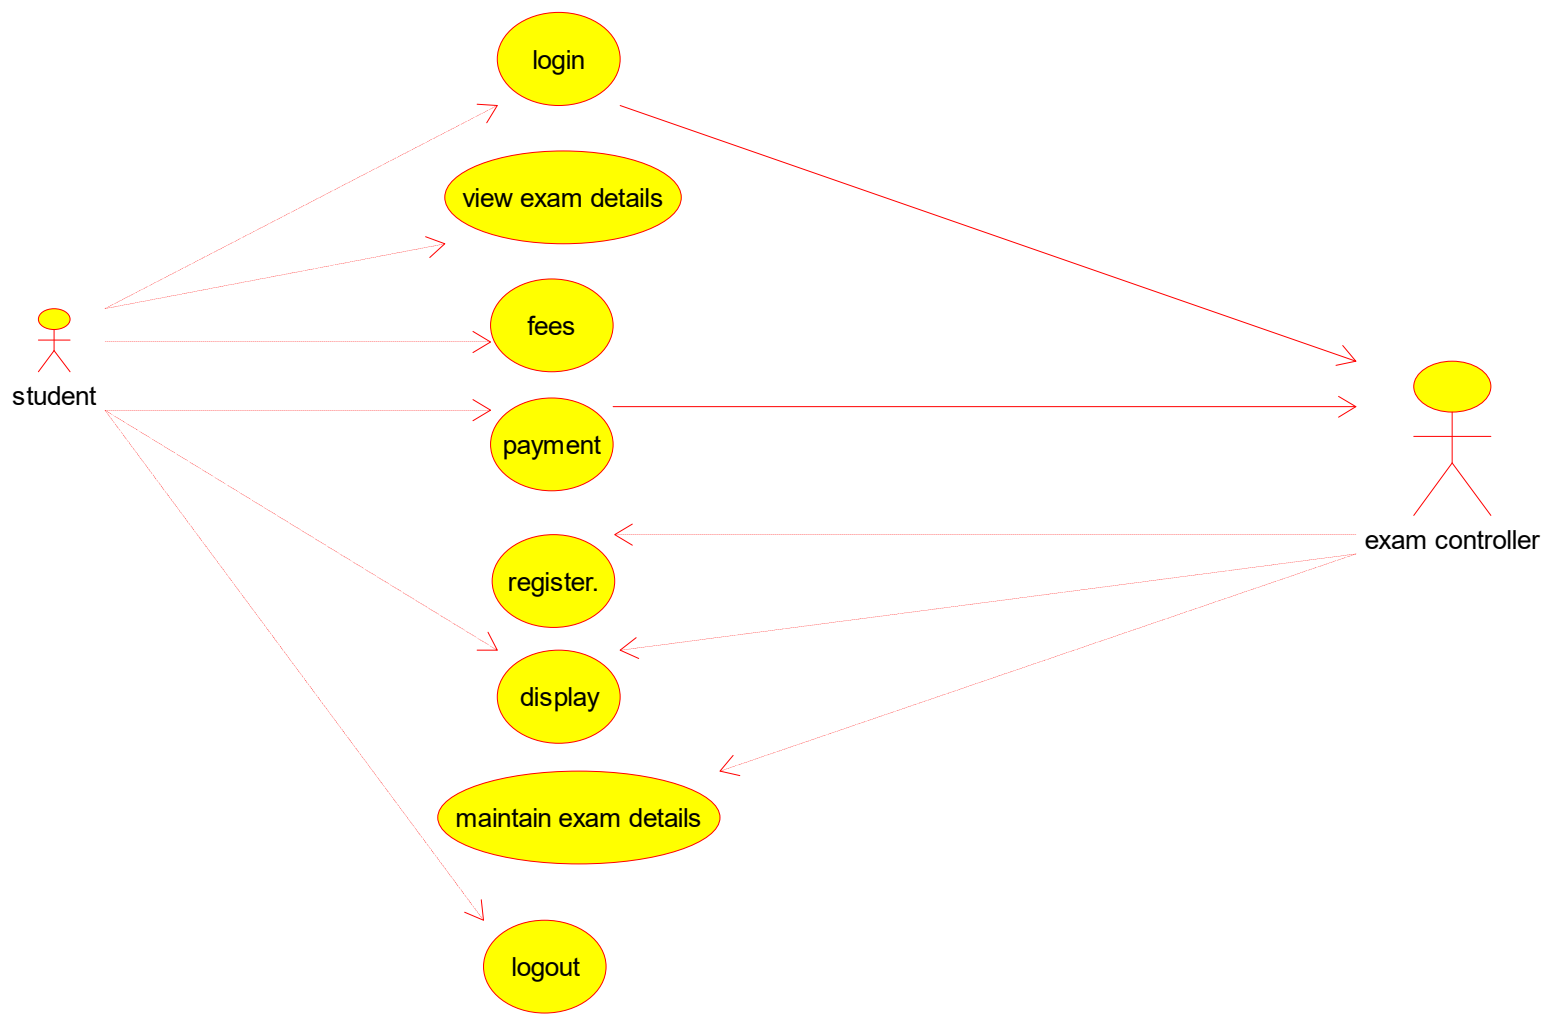 login
view exam details
fees
student
payment
exam controller
register.
display
maintain exam details
logout